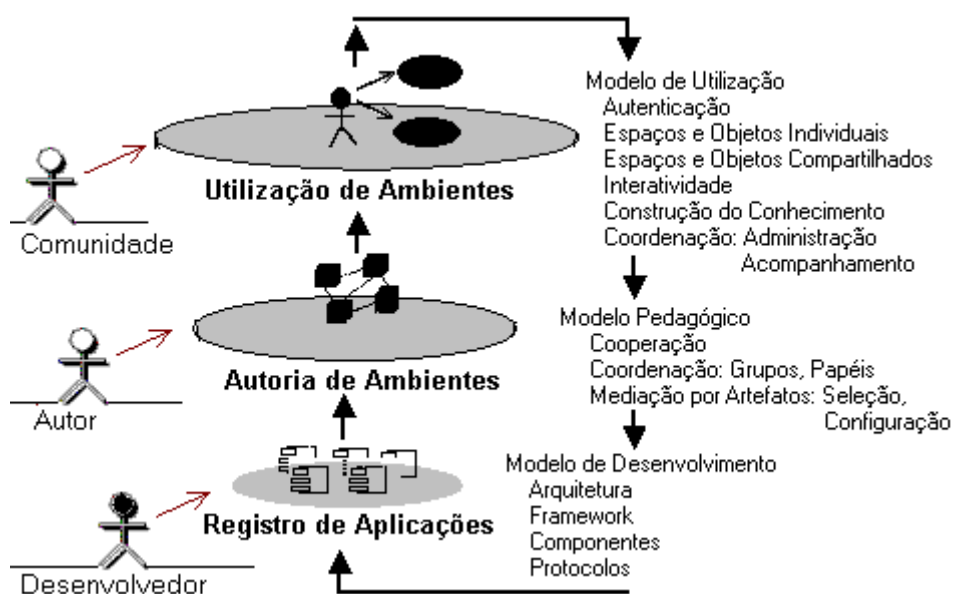 Modelo de Utilização
Autenticação
Espaços e Objetos Individuais
Espaços e Objetos Compartilhados
Interatividade
Construção do Conhecimento
Coordenação: Administração
Acompanhamento
Utilização de Ambientes
Comunidade
Modelo Pedagógico
Cooperação
Coordenação: Grupos, Papéis
Mediação por Artefatos: Seleção,
Configuração
Autoria de Ambientes
Autor
Modelo de Desenvolvimento
Arquitetura
Framework
Componentes
Protocolos
Registro de Aplicações
Desenvolvedor